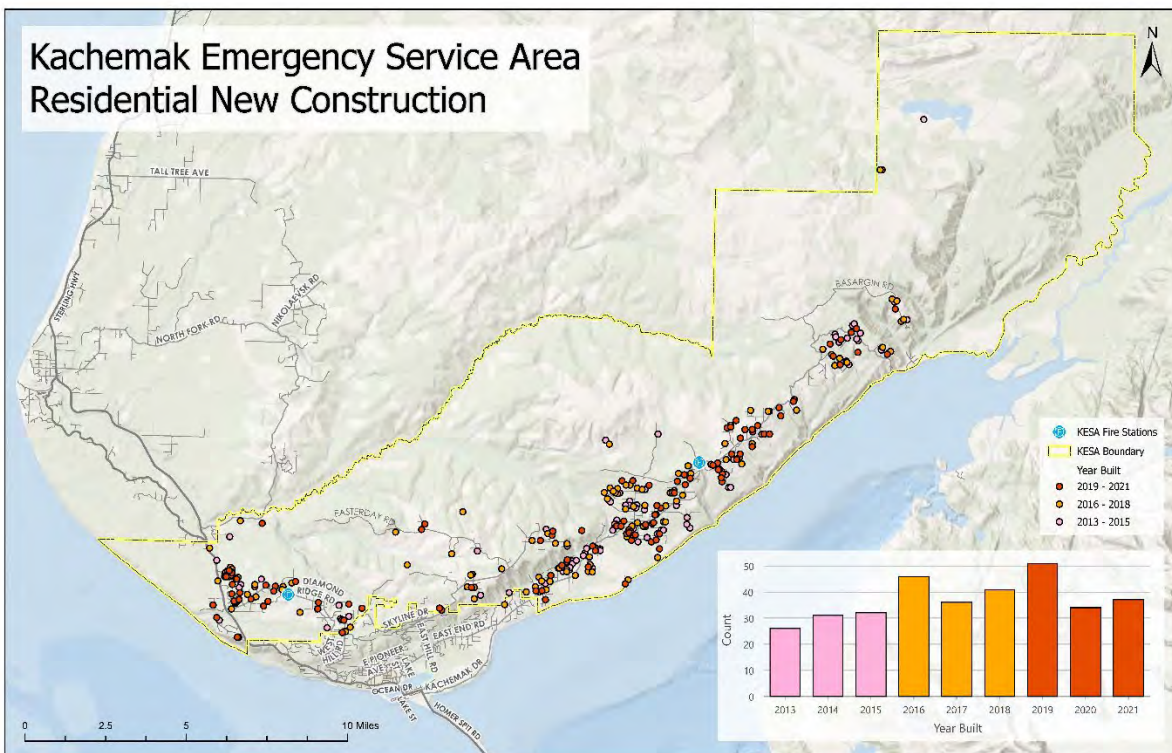 Kachemak Emergency Service Area
Residential New Construction
N
TALL TREE AVE
STERLING HWY
NIKOLAEVSK RD
NORTH FORK RD
BASARGIN RD
KESA Fire Stations
KESA Boundary
Year Built
2019 - 2021
2016 - 2018
2013 - 2015
EASTERDAY RD
DIAMOND
RIDGE RD
SKYLINE DR
WEST
HILL RD
EAST HILL RD
EAST END RD
E PIONEER
AVE
LAKE
ST
KACHEMAK DR
OCEAN DR
LAKE ST
HOMER SPIT RD
0 2.5 5 10 Miles
Count
50
40
30
20
10
0
2013 2014 2015 2016 2017 2018 2019 2020 2021
Year Built